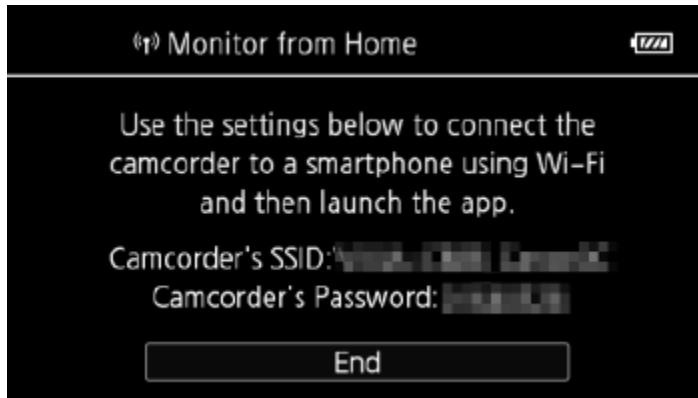 Monitor from Home
Use the settings below to connect the
camcorder to a smartphone using Wi-Fi
and then launch the app.
Camcorder's SSID:
Camcorder's Password:
End